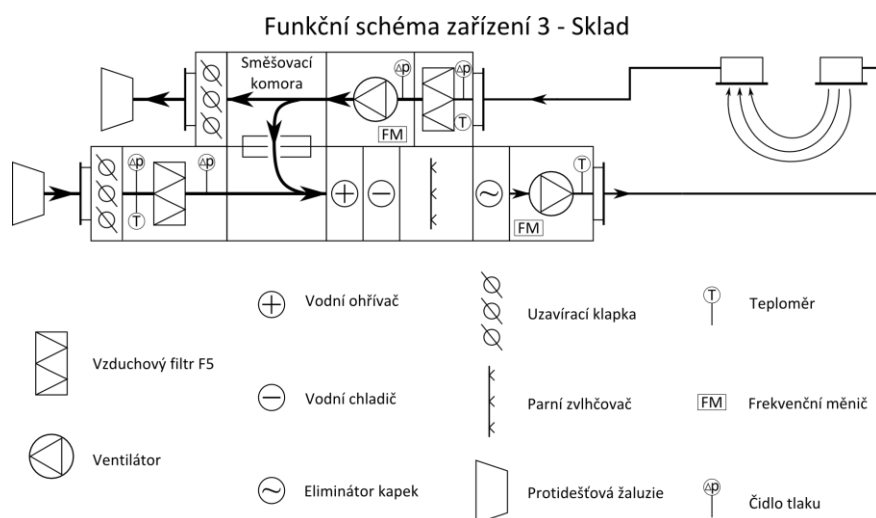 Funkční schéma zařízení 3 - Sklad
Směšovací
komora
Δp
Δp
T
FM
Δp
Δp
T
T
FM
Vodní ohřívač
Uzavírací klapka
T
Teploměr
Vzduchový filtr F5
Vodní chladič
Parní zvlhčovač
FM
Frekvenční měnič
Ventilátor
Eliminátor kapek
Protidešťová žaluzie
Δp
Čidlo tlaku